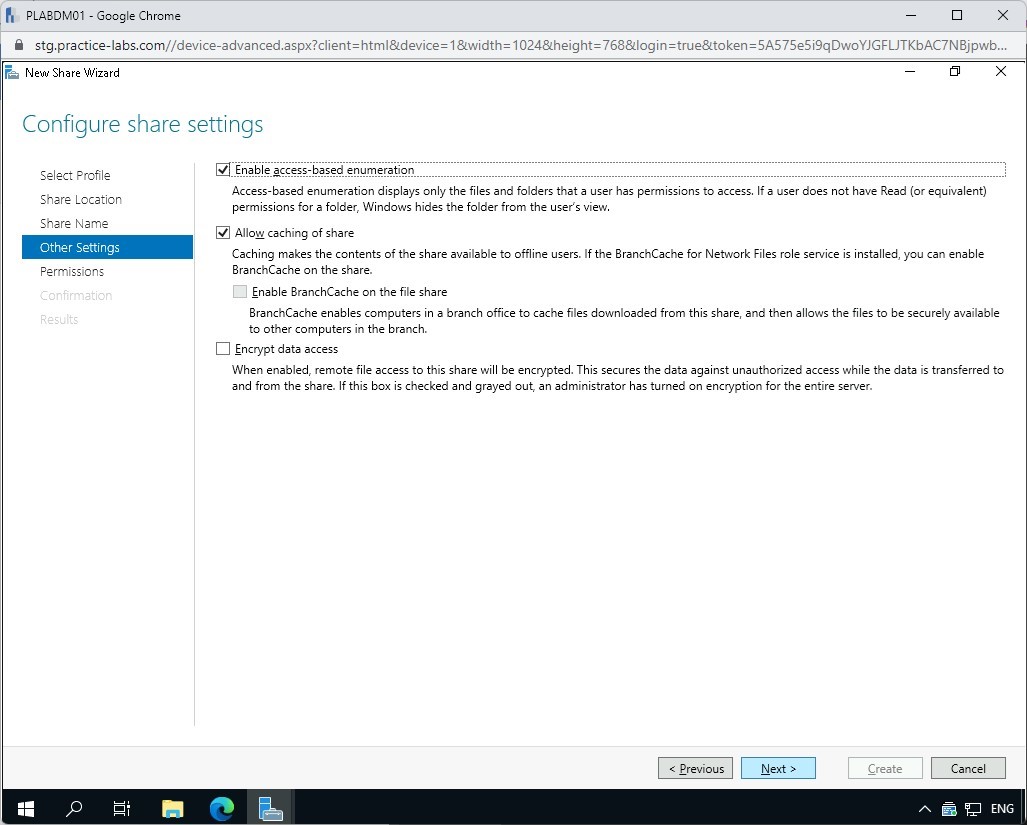 PLABDM01 - Google Chrome
stg.practice-labs.com//device-advanced.aspx?client=html&device=1&width=1024&height=768&login=true&token=5A575e5i9qDwoYJGFLJTKbAC7NBjpwb...
New Share Wizard
Configure share settings
Select Profile
Share Location
Share Name
Other Settings
Permissions
Confirmation
Results
Enable access-based enumeration
Access-based enumeration displays only the files and folders that a user has permissions to access. If a user does not have Read (or equivalent)
permissions for a folder, Windows hides the folder from the user's view.
Allow caching of share
Caching makes the contents of the share available to offline users. If the BranchCache for Network Files role service is installed, you can enable
BranchCache on the share.
Enable BranchCache on the file share
BranchCache enables computers in a branch office to cache files downloaded from this share, and then allows the files to be securely available
to other computers in the branch.
Encrypt data access
When enabled, remote file access to this share will be encrypted. This secures the data against unauthorized access while the data is transferred to
and from the share. If this box is checked and grayed out, an administrator has turned on encryption for the entire server.
< Previous
Next >
Create
Cancel
ENG